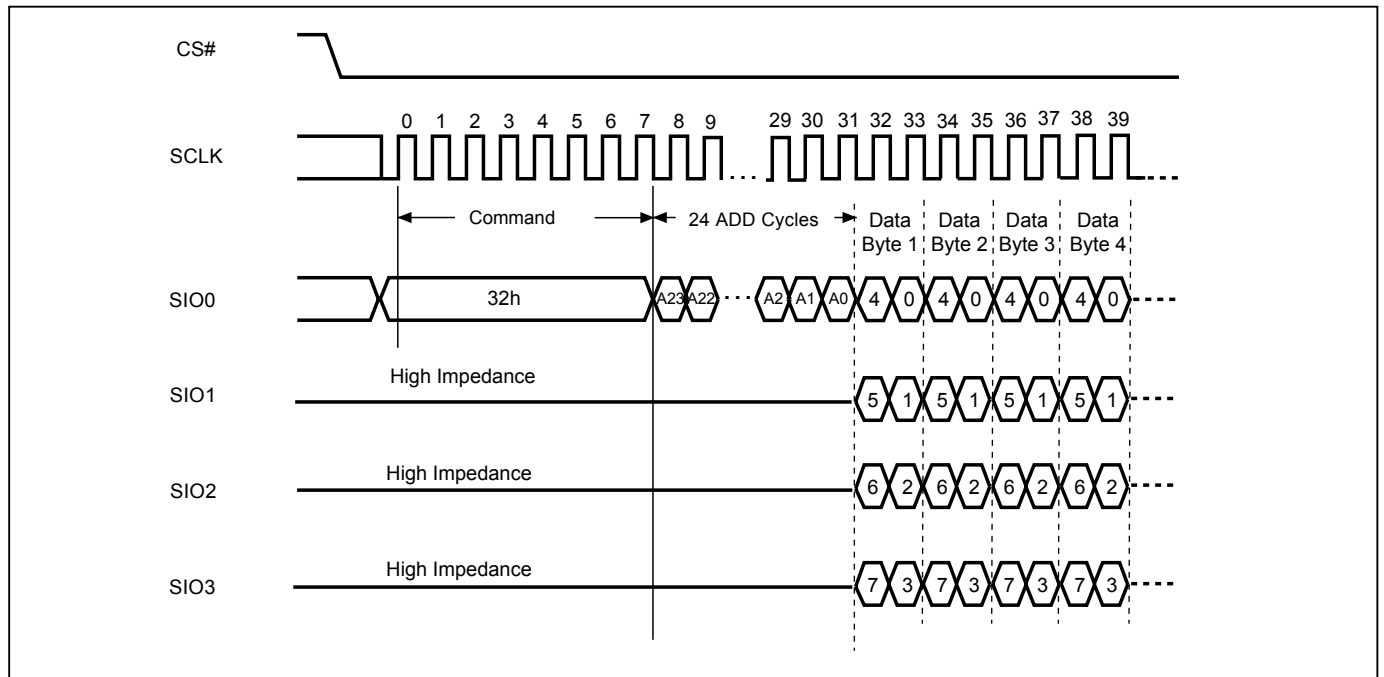 CS#
0 1 2 3 4 5 6 7 8 9 29 30 31 32 33 34 35 36 37 38 39
SCLK
Command 24 ADD Cycles Data Data Data Data
Byte 1 Byte 2 Byte 3 Byte 4
SIO0 32h A23 A22 A2 A1 A0 4 0 4 0 4 0 4 0
High Impedance
SIO1 5 1 5 1 5 1 5 1
High Impedance
SIO2 6 2 6 2 6 2 6 2
High Impedance
SIO3 7 3 7 3 7 3 7 3